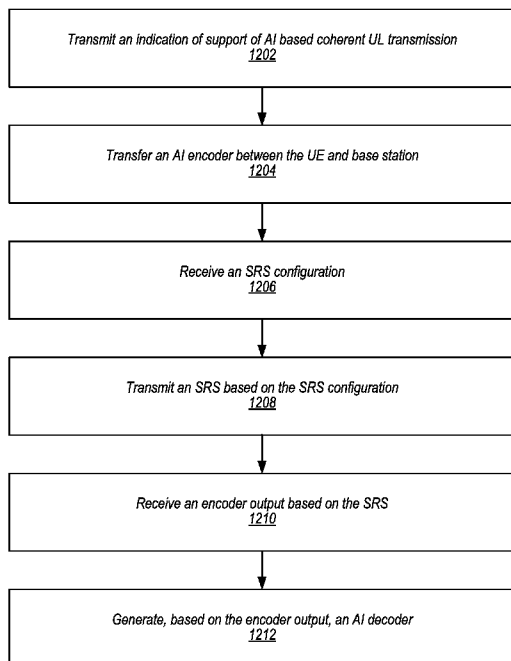 Transmit an indication of support of AI based coherent UL transmission
1202
Transfer an AI encoder between the UE and base station
1204
Receive an SRS configuration
1206
Transmit an SRS based on the SRS configuration
1208
Receive an encoder output based on the SRS
1210
Generate, based on the encoder output, an AI decoder
1212